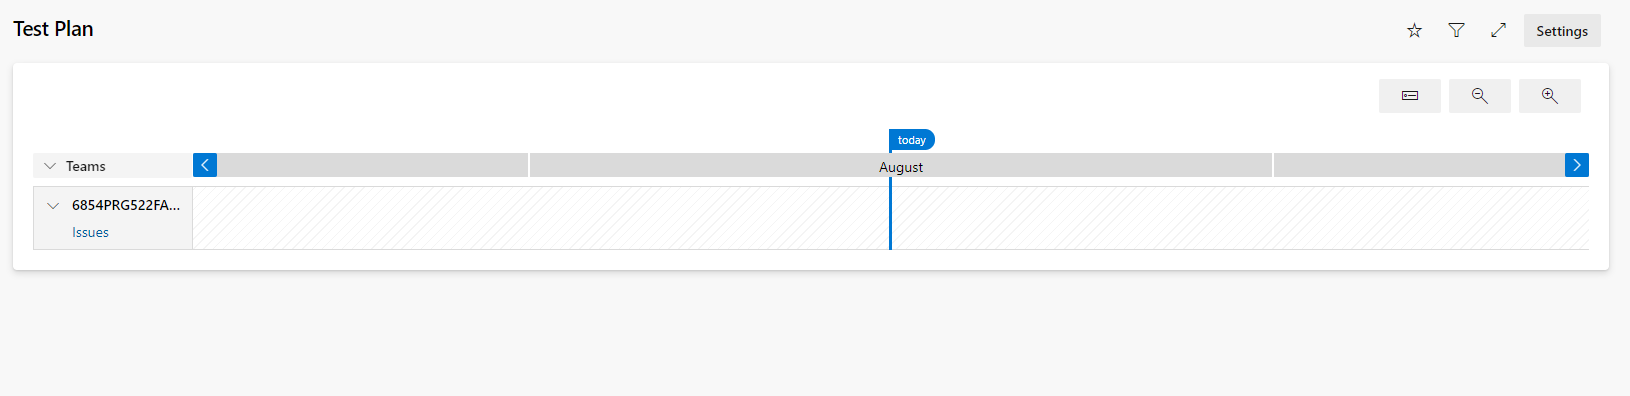 Test Plan
Settings
today
Teams
August
6854PRG522FA...
Issues